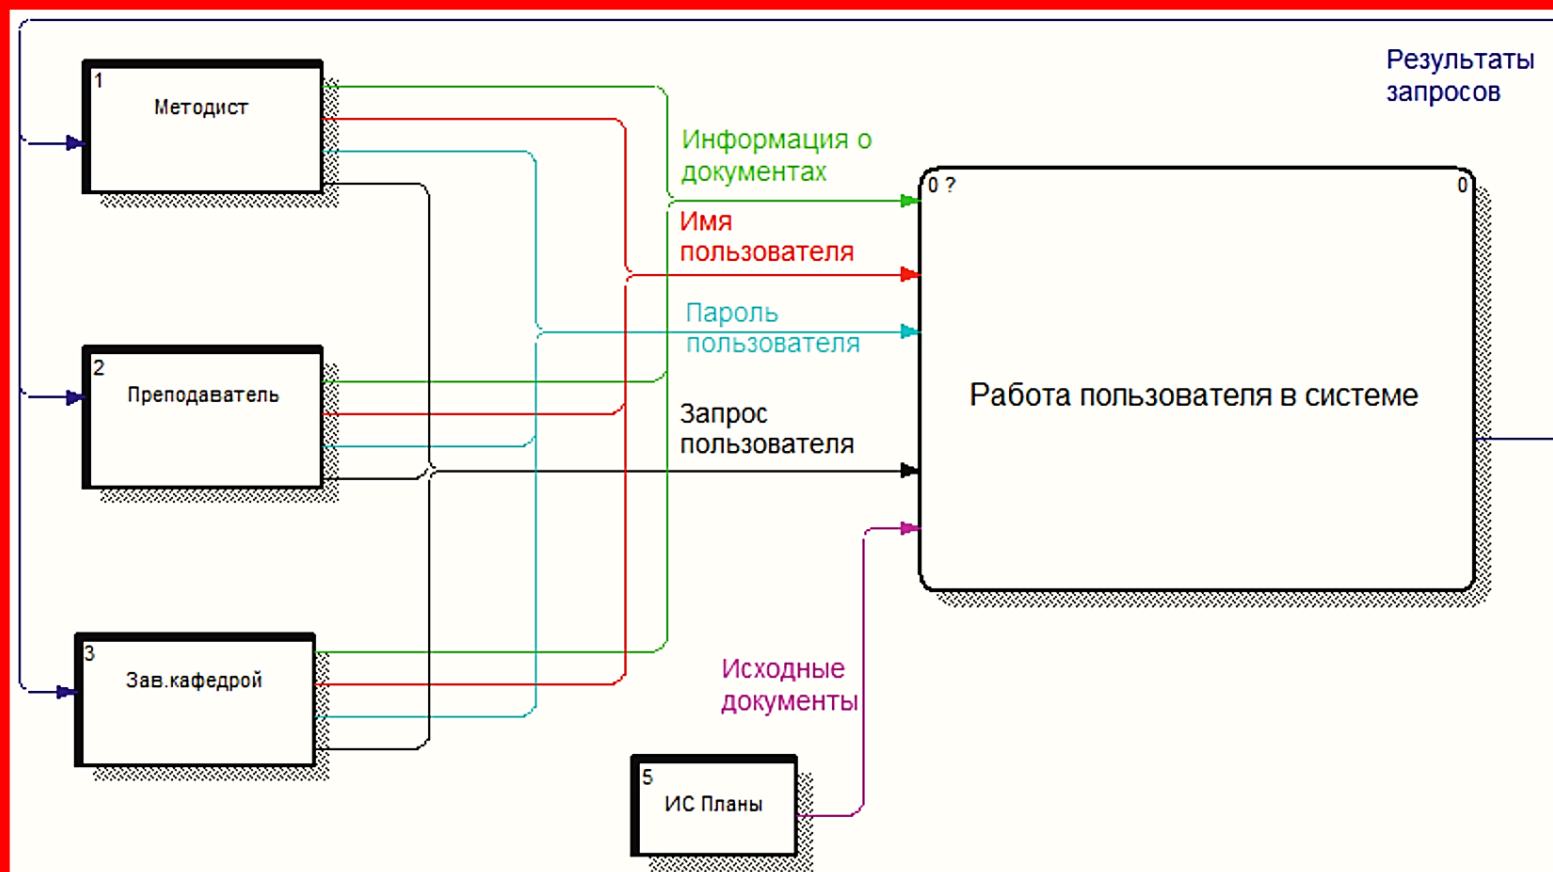 Результаты
запросов
1
Методист
Информация о
документах
0 ?
0
Имя
пользователя
Пароль
пользователя
2
Преподаватель
Работа пользователя в системе
Запрос
пользователя
3
Зав.кафедрой
Исходные
документы
5
ИС Планы